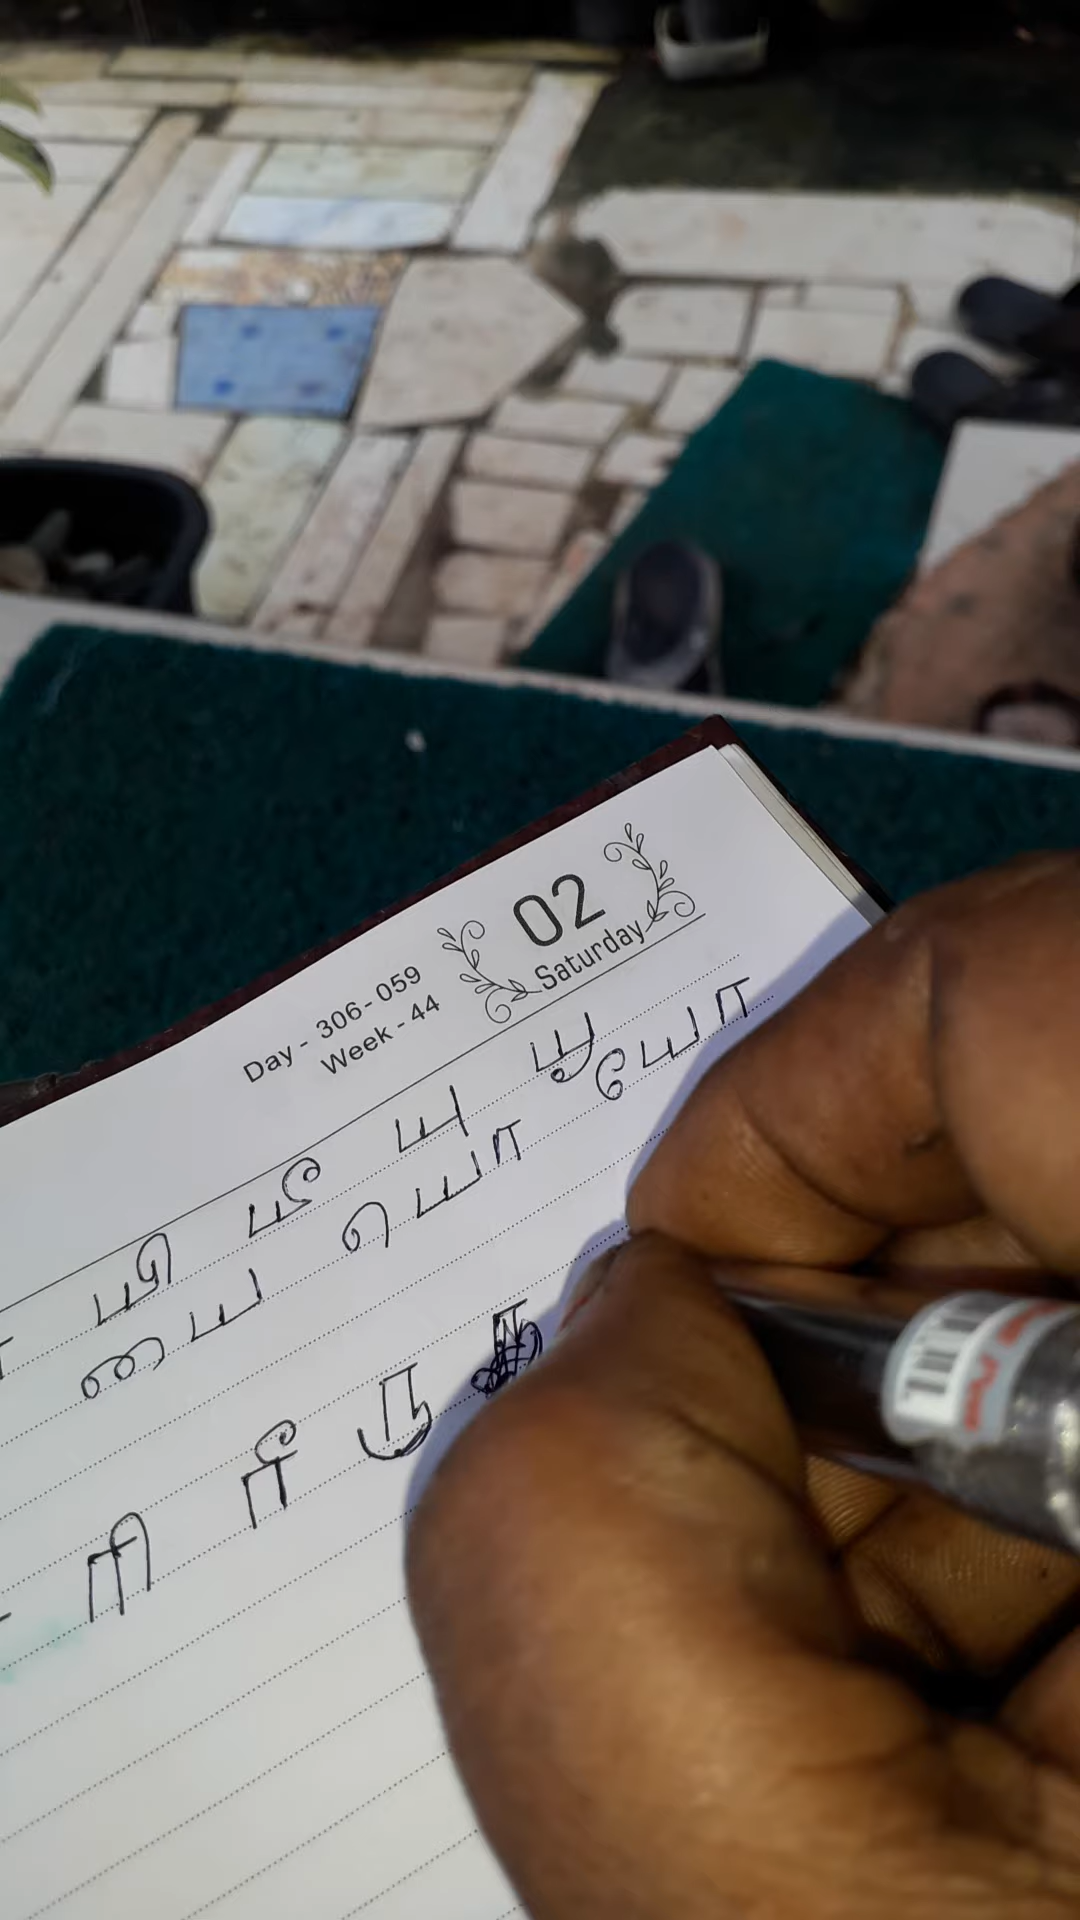 02
Saturday
Day - 306-059
Week - 44
யி யீ யு யூ
யை யொ யோ
ரி ரீ ரு